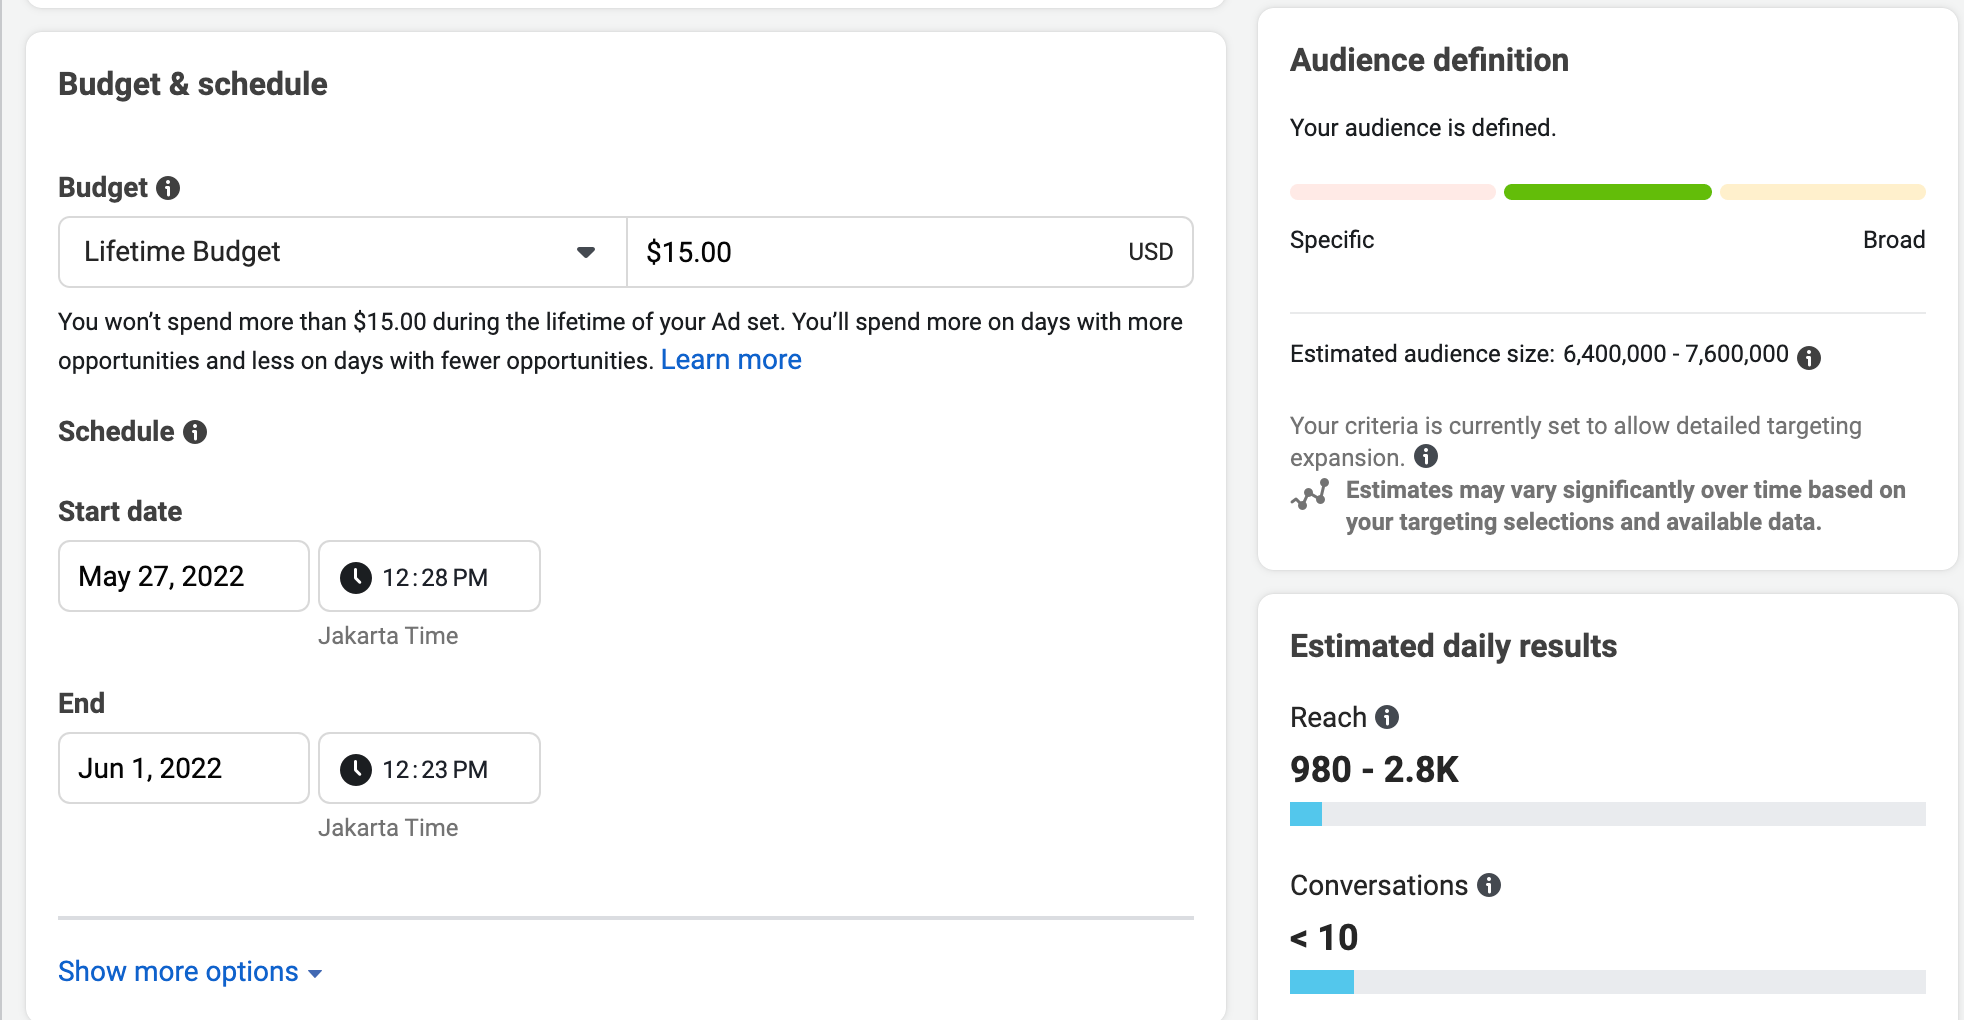 Budget & schedule
Budget
Lifetime Budget
$15.00 USD
You won’t spend more than $15.00 during the lifetime of your Ad set. You’ll spend more on days with more
opportunities and less on days with fewer opportunities. Learn more
Schedule
Start date
May 27, 2022
12:28 PM
Jakarta Time
End
Jun 1, 2022
12:23 PM
Jakarta Time
Show more options
Audience definition
Your audience is defined.
Specific
Broad
Estimated audience size: 6,400,000 - 7,600,000
Your criteria is currently set to allow detailed targeting
expansion.
Estimates may vary significantly over time based on
your targeting selections and available data.
Estimated daily results
Reach
980 - 2.8K
Conversations
< 10